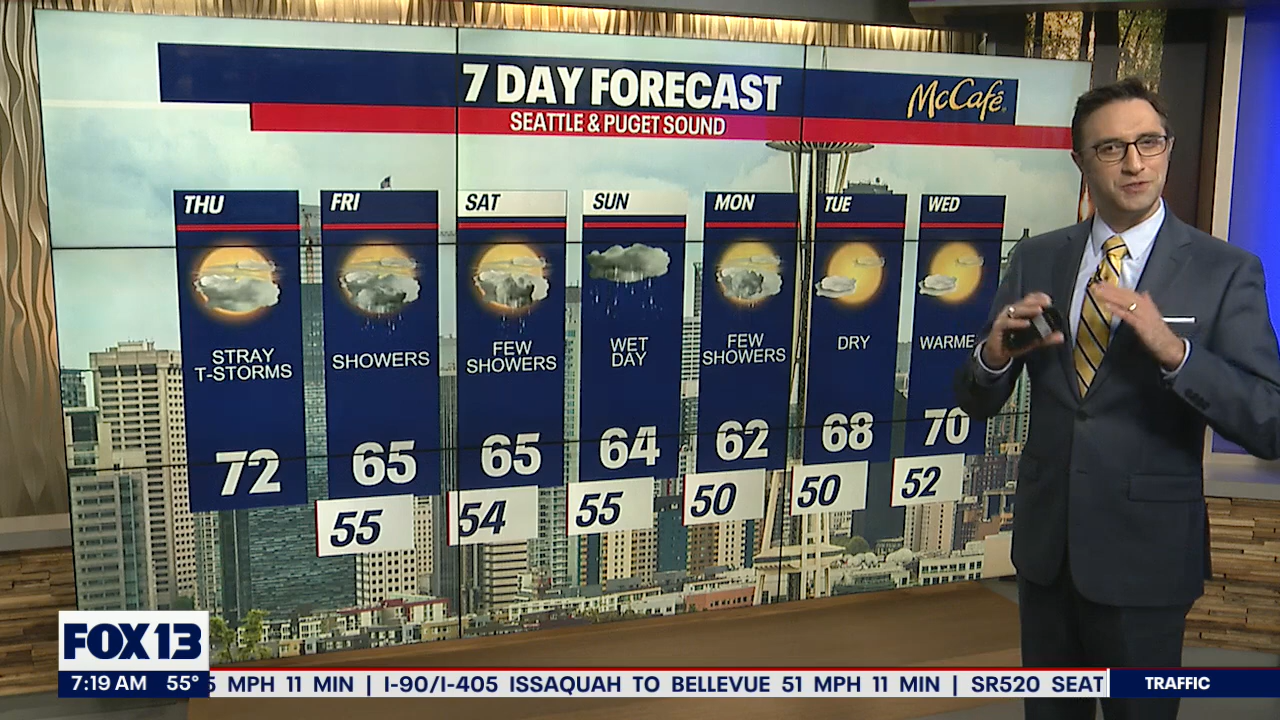 7 DAY FORECAST
McCafé
SEATTLE & PUGET SOUND
THU
FRI
SAT
SUN
MON
TUE
WED
STRAY
T-STORMS
SHOWERS
FEW
SHOWERS
WET
DAY
FEW
SHOWERS
DRY
WARME
72
65
65
64
62
68
70
55
54
55
50
50
52
FOX 13
7:19 AM 55°
5 MPH 11 MIN | I-90/I-405 ISSAQUAH TO BELLEVUE 51 MPH 11 MIN | SR520 SEAT
TRAFFIC